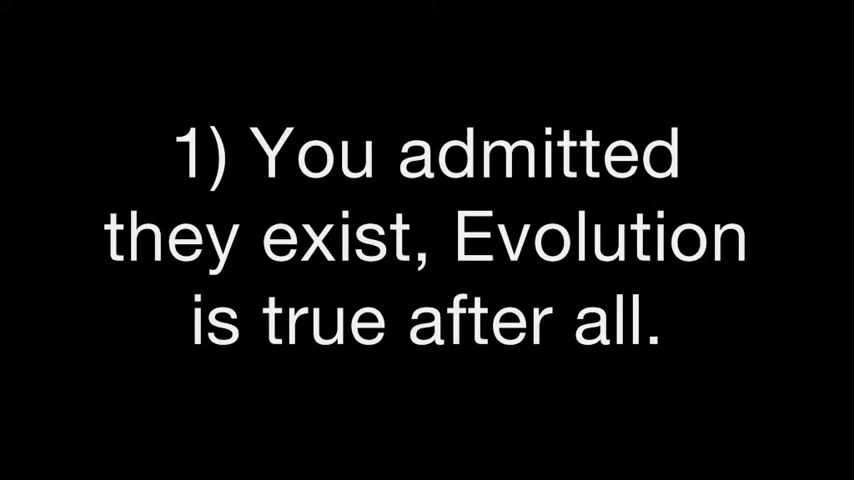 1) You admitted
they exist, Evolution
is true after all.